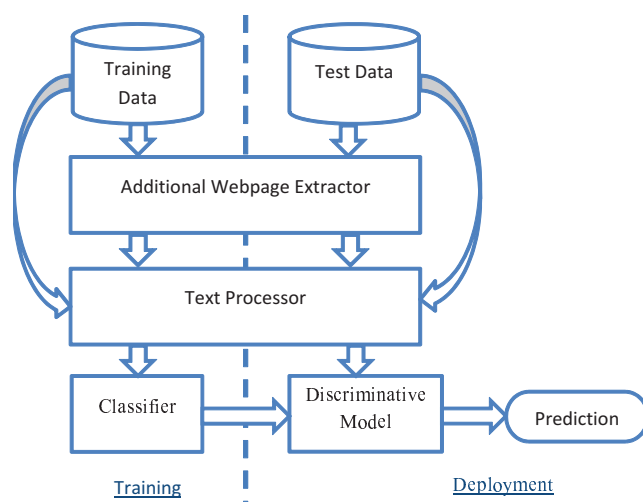 Training
Data
Test Data
Additional Webpage Extractor
Text Processor
Classifier
Discriminative
Model
Prediction
Training
Deployment